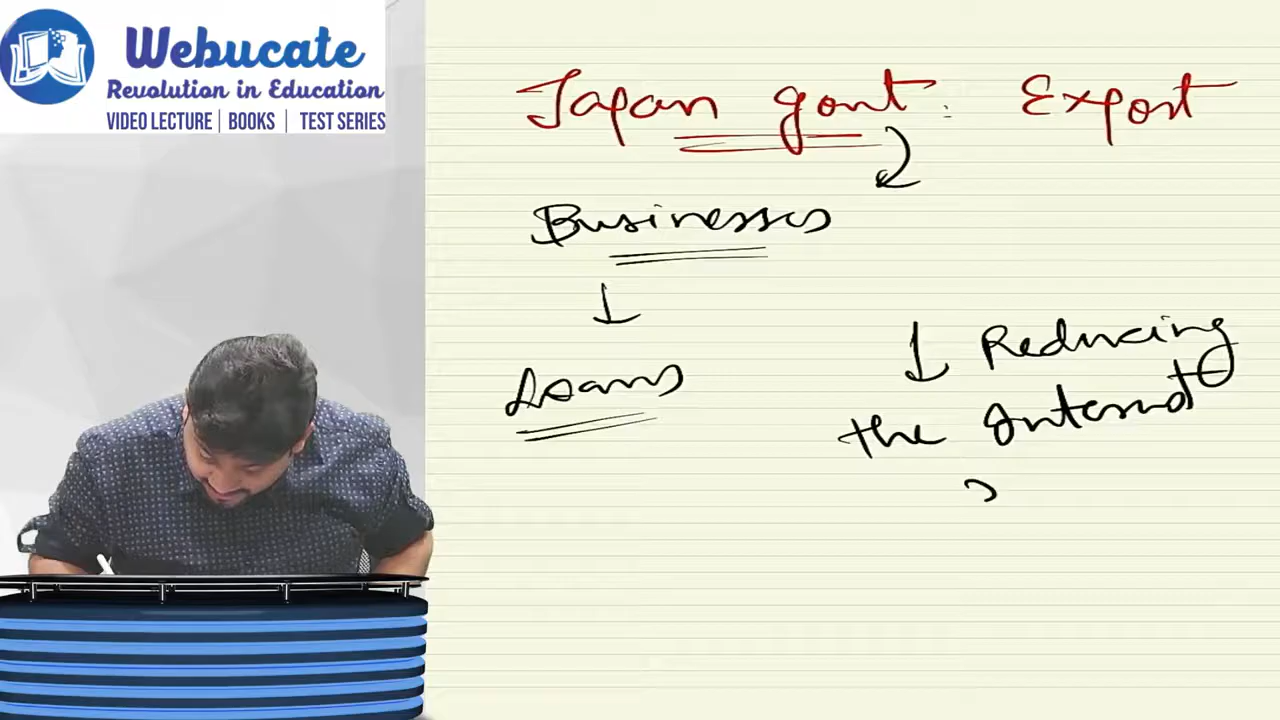 Webucate
Revolution in Education
VIDEO LECTURE | BOOKS | TEST SERIES
Japan govt: Export
Businesses
↓
Loans
↓ Reducing
the Interest